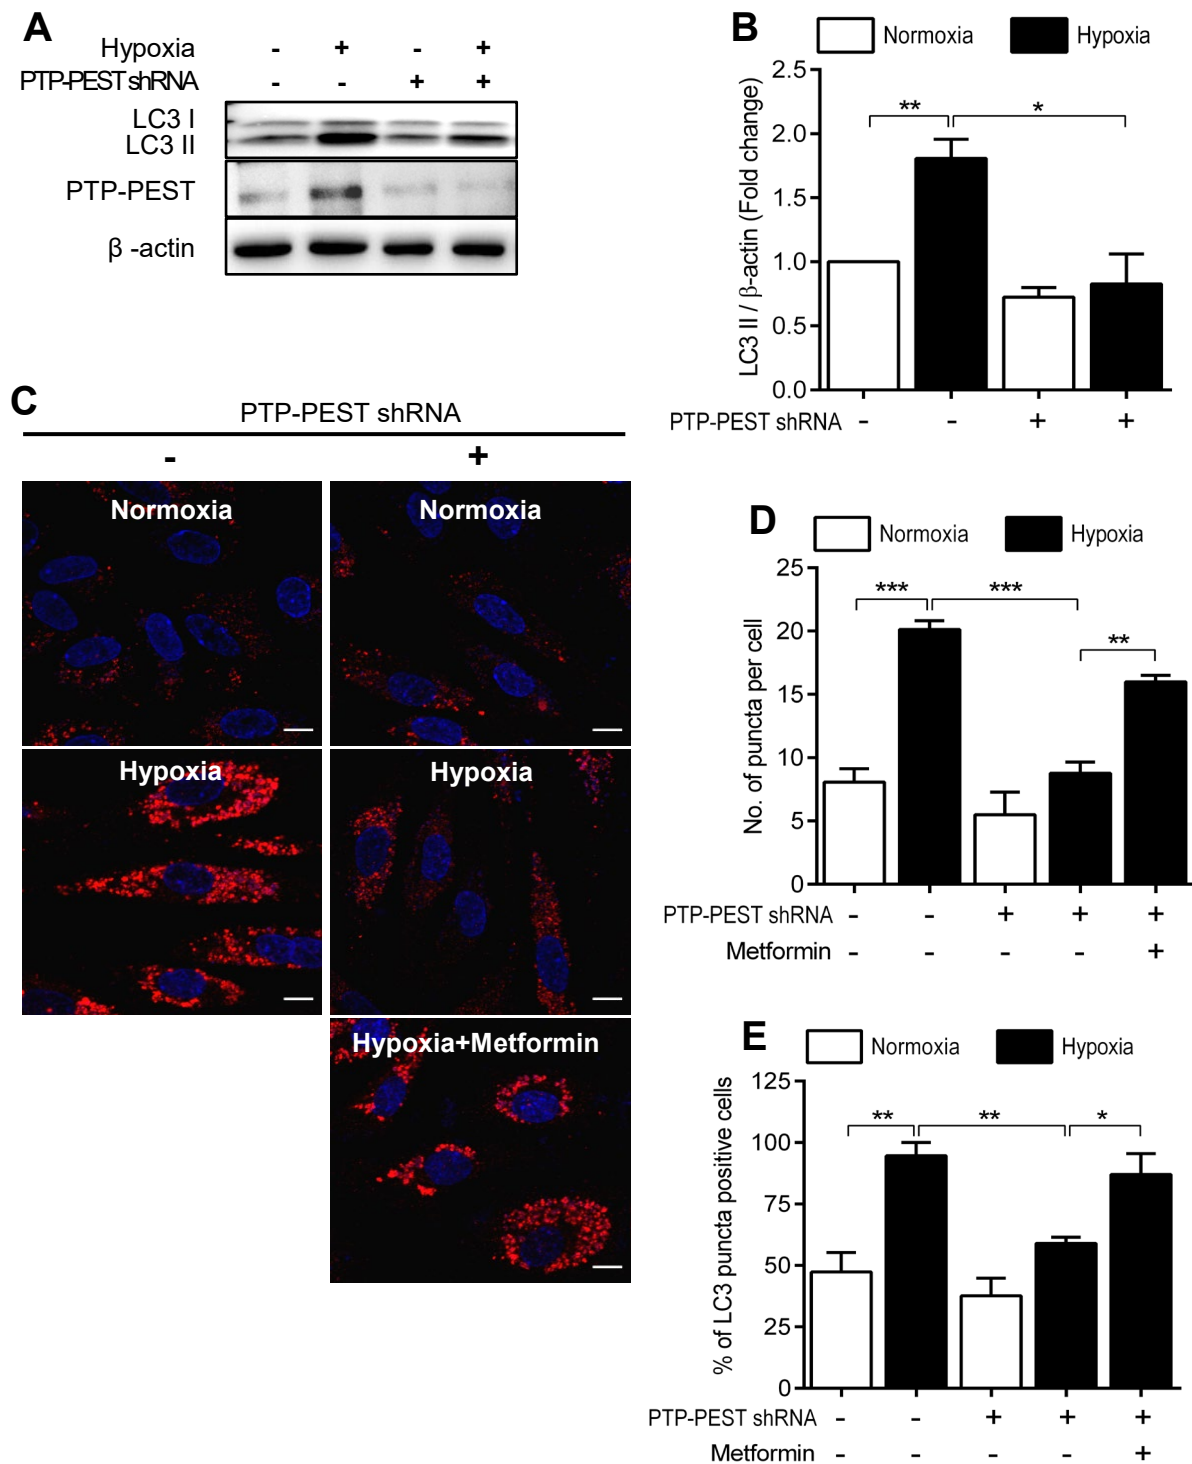 A
Hypoxia - + - +
PTP-PEST shRNA - - + +
LC3 I
LC3 II
PTP-PEST
β -actin
B
Normoxia Hypoxia
LC3 II / β-actin (Fold change)
2.5
2.0
1.5
1.0
0.5
0.0
** *
PTP-PEST shRNA - - + +
C
PTP-PEST shRNA
- +
Normoxia Normoxia
Hypoxia Hypoxia
Hypoxia+Metformin
D
Normoxia Hypoxia
No. of puncta per cell
25
20
15
10
5
0
*** *** **
PTP-PEST shRNA - - + + +
Metformin - - - - +
E
Normoxia Hypoxia
% of LC3 puncta positive cells
125
100
75
50
25
0
** ** *
PTP-PEST shRNA - - + + +
Metformin - - - - +